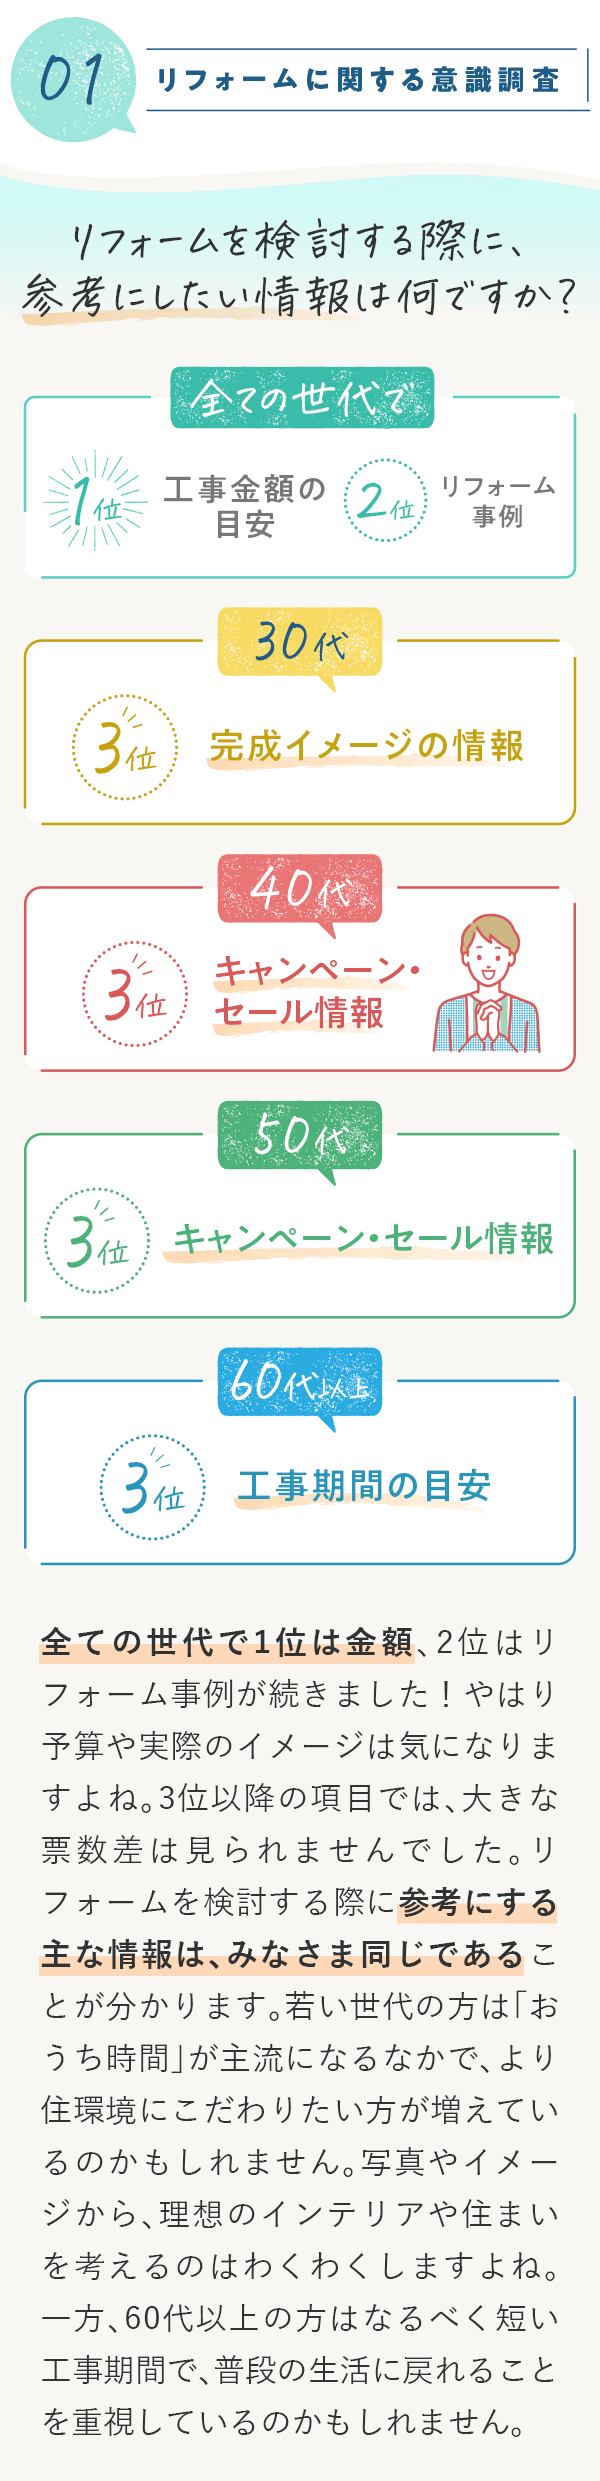 01
リフォームに関する意識調査
リフォームを検討する際に、
参考にしたい情報は何ですか?
全ての世代で
1位
工事金額の
目安
2位
リフォーム
事例
30代
3位
完成イメージの情報
40代
3位
キャンペーン・
セール情報
50代
3位
キャンペーン・セール情報
60代以上
3位
工事期間の目安
全ての世代で1位は金額、2位はリ
フォーム事例が続きました！やはり
予算や実際のイメージは気になりま
すよね。3位以降の項目では、大きな
票数差は見られませんでした。リ
フォームを検討する際に参考にする
主な情報は、みなさま同じであるこ
とが分かります。若い世代の方は「お
うち時間」が主流になるなかで、より
住環境にこだわりたい方が増えてい
るのかもしれません。写真やイメー
ジから、理想のインテリアや住まい
を考えるのはわくわくしますよね。
一方、60代以上の方はなるべく短い
工事期間で、普段の生活に戻れること
を重視しているのかもしれません。